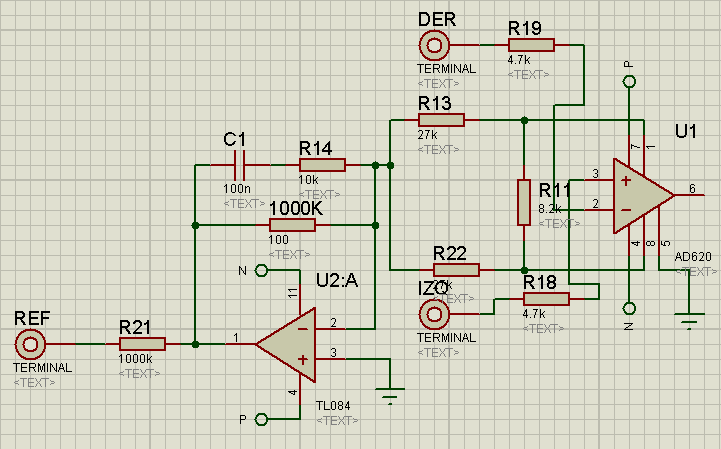 DER
TERMINAL
<TEXT>
R19
4.7k
<TEXT>
P
R13
27k
<TEXT>
U1
7
1
3
+
2
−
6
4
8
5
AD620
<TEXT>
N
C1
100n
<TEXT>
R14
10k
<TEXT>
1000K
100
<TEXT>
R11
8.2k
<TEXT>
R22
27k
<TEXT>
R18
4.7k
<TEXT>
IZQ
TERMINAL
<TEXT>
N
U2:A
11
2
−
3
+
1
4
P
TL084
<TEXT>
REF
TERMINAL
<TEXT>
R21
1000k
<TEXT>